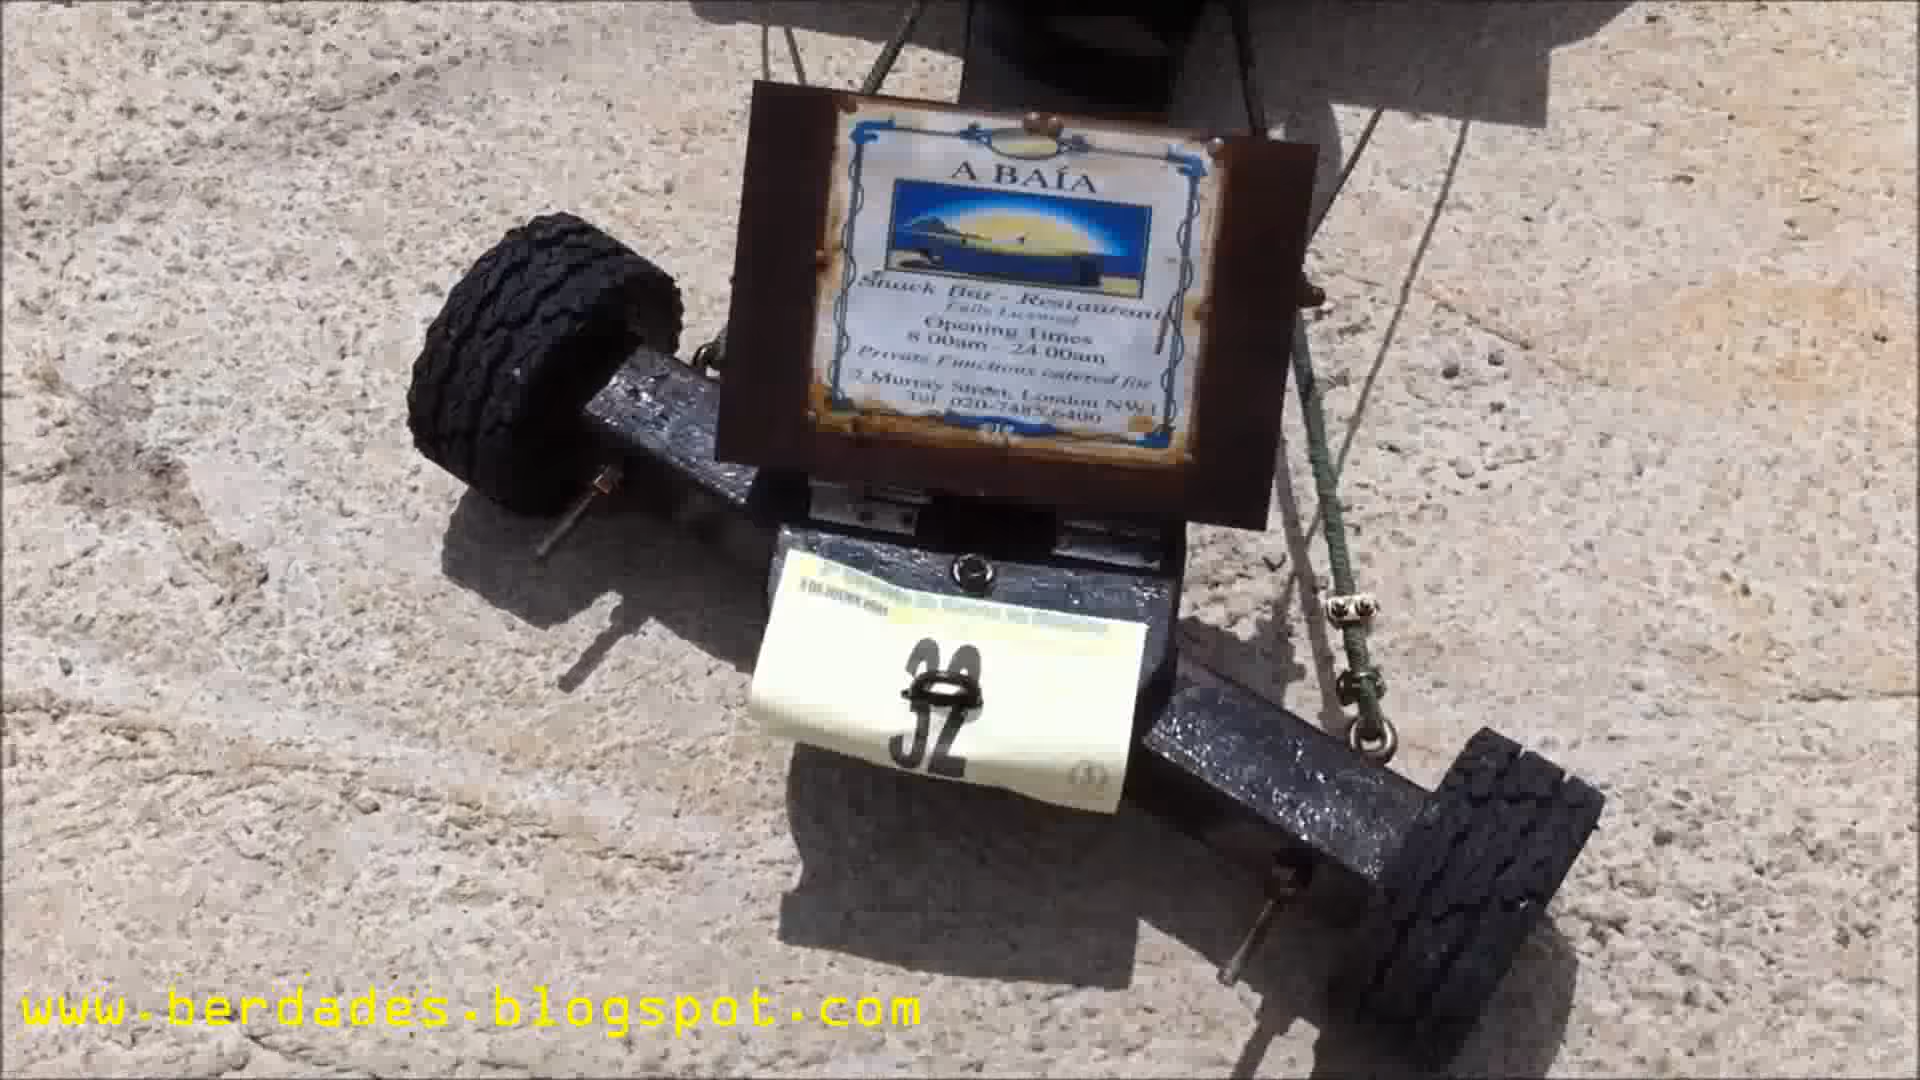 A BAÍA
Snack Bar - Restaurant
Fully Licensed
Opening Times
8.00am - 24.00am
Private Functions catered for
Murray Street, London NW1
Tel. 020-7485 6400
32
www.berdades.blogspot.com